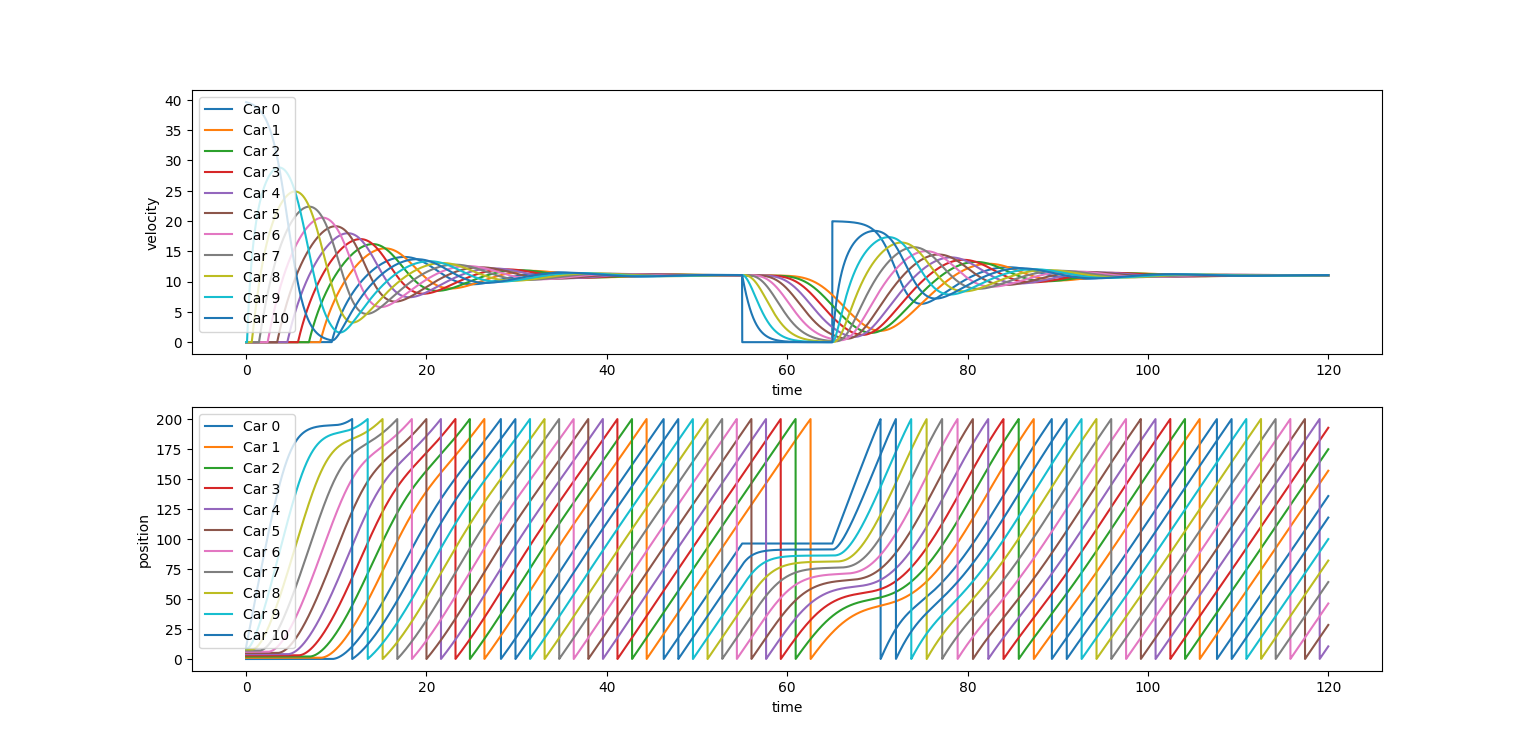 velocity
40
35
30
25
20
15
10
5
0
Car 0
Car 1
Car 2
Car 3
Car 4
Car 5
Car 6
Car 7
Car 8
Car 9
Car 10
0 20 40 60 80 100 120
time
position
200
175
150
125
100
75
50
25
0
Car 0
Car 1
Car 2
Car 3
Car 4
Car 5
Car 6
Car 7
Car 8
Car 9
Car 10
0 20 40 60 80 100 120
time